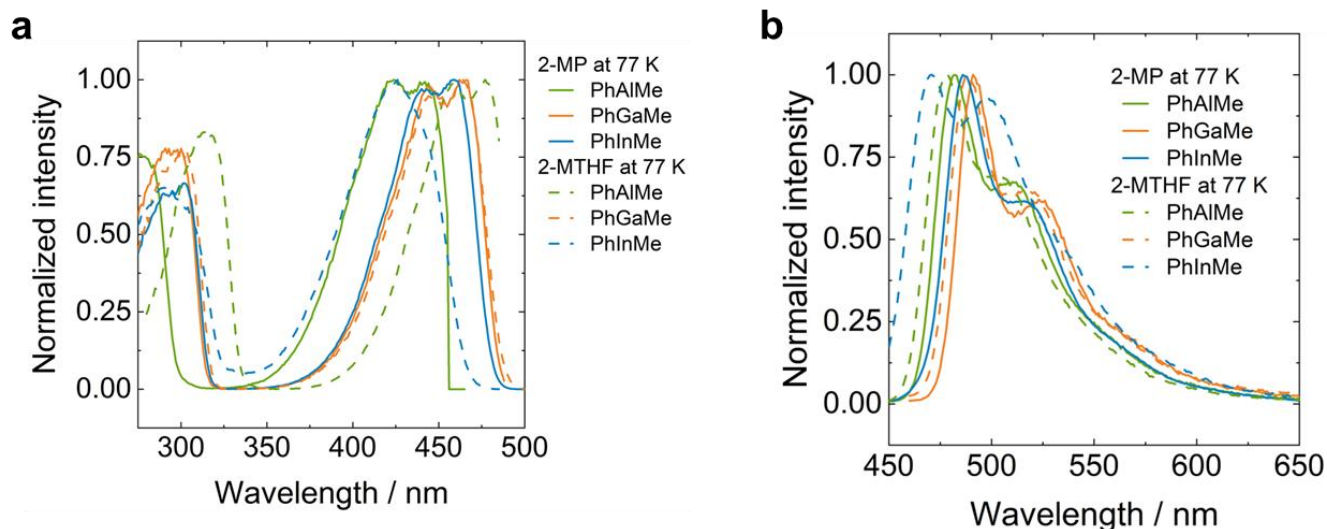 a
2-MP at 77 K
PhAlMe
PhGaMe
PhInMe
2-MTHF at 77 K
PhAlMe
PhGaMe
PhInMe
1.00
0.75
0.50
0.25
0.00
Normalized intensity
300 350 400 450 500
Wavelength / nm
b
2-MP at 77 K
PhAlMe
PhGaMe
PhInMe
2-MTHF at 77 K
PhAlMe
PhGaMe
PhInMe
1.00
0.75
0.50
0.25
0.00
Normalized intensity
450 500 550 600 650
Wavelength / nm